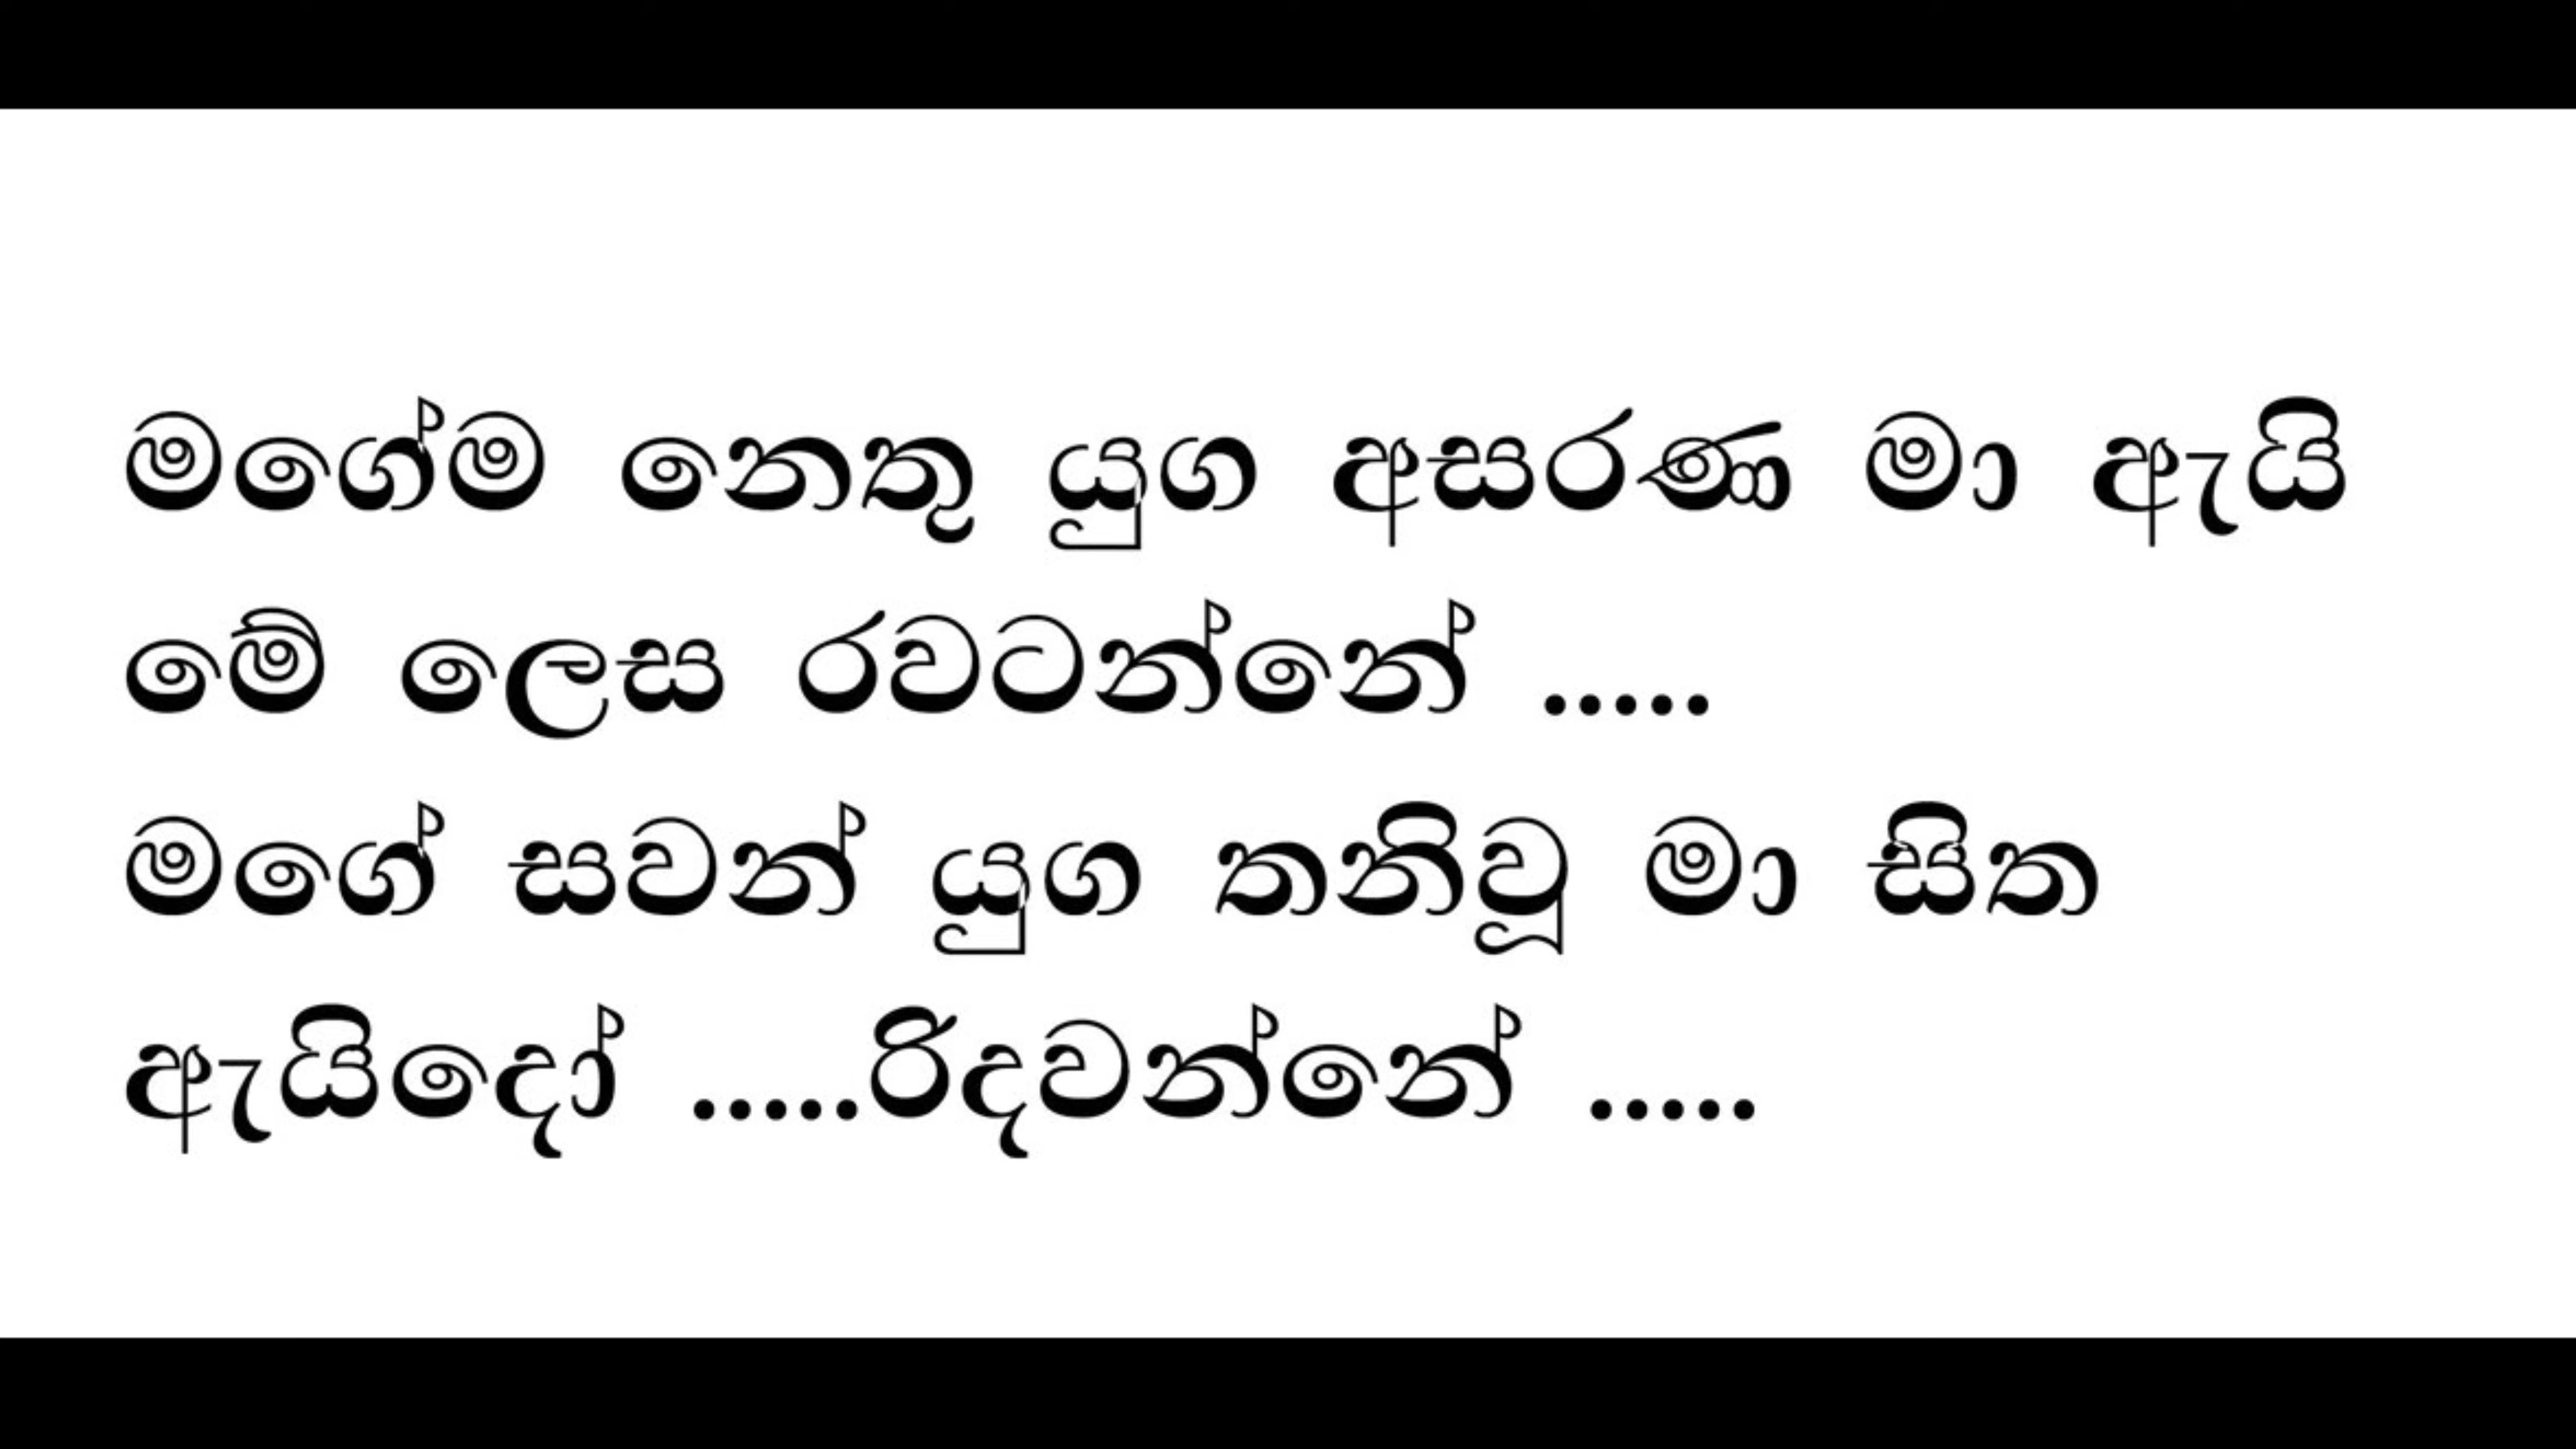 මගේම නෙතු යුග අසරණ මා ඇයි
මේ ලෙස රවටන්නේ .....
මගේ සවන් යුග තනිවූ මා සිත
ඇයිදෝ .....රිදවන්නේ .....